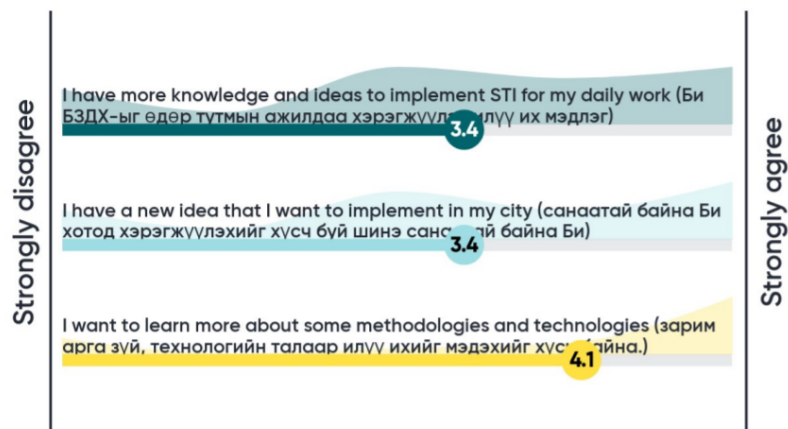 Strongly disagree
I have more knowledge and ideas to implement STI for my daily work (Би
БЗДХ-ыг өдөр тутмын ажилдаа их мэдлэг)
3.4
I have a new idea that I want to implement in my city (санаатай байна Би
хотод хэрэгжүүлэхийг хүсч буй шинэ байна Би)
3.4
I want to learn more about some methodologies and technologies (зарим
арга зүй, технологийн талаар илүү ихийг мэдэхийг
4.1
Strongly agree